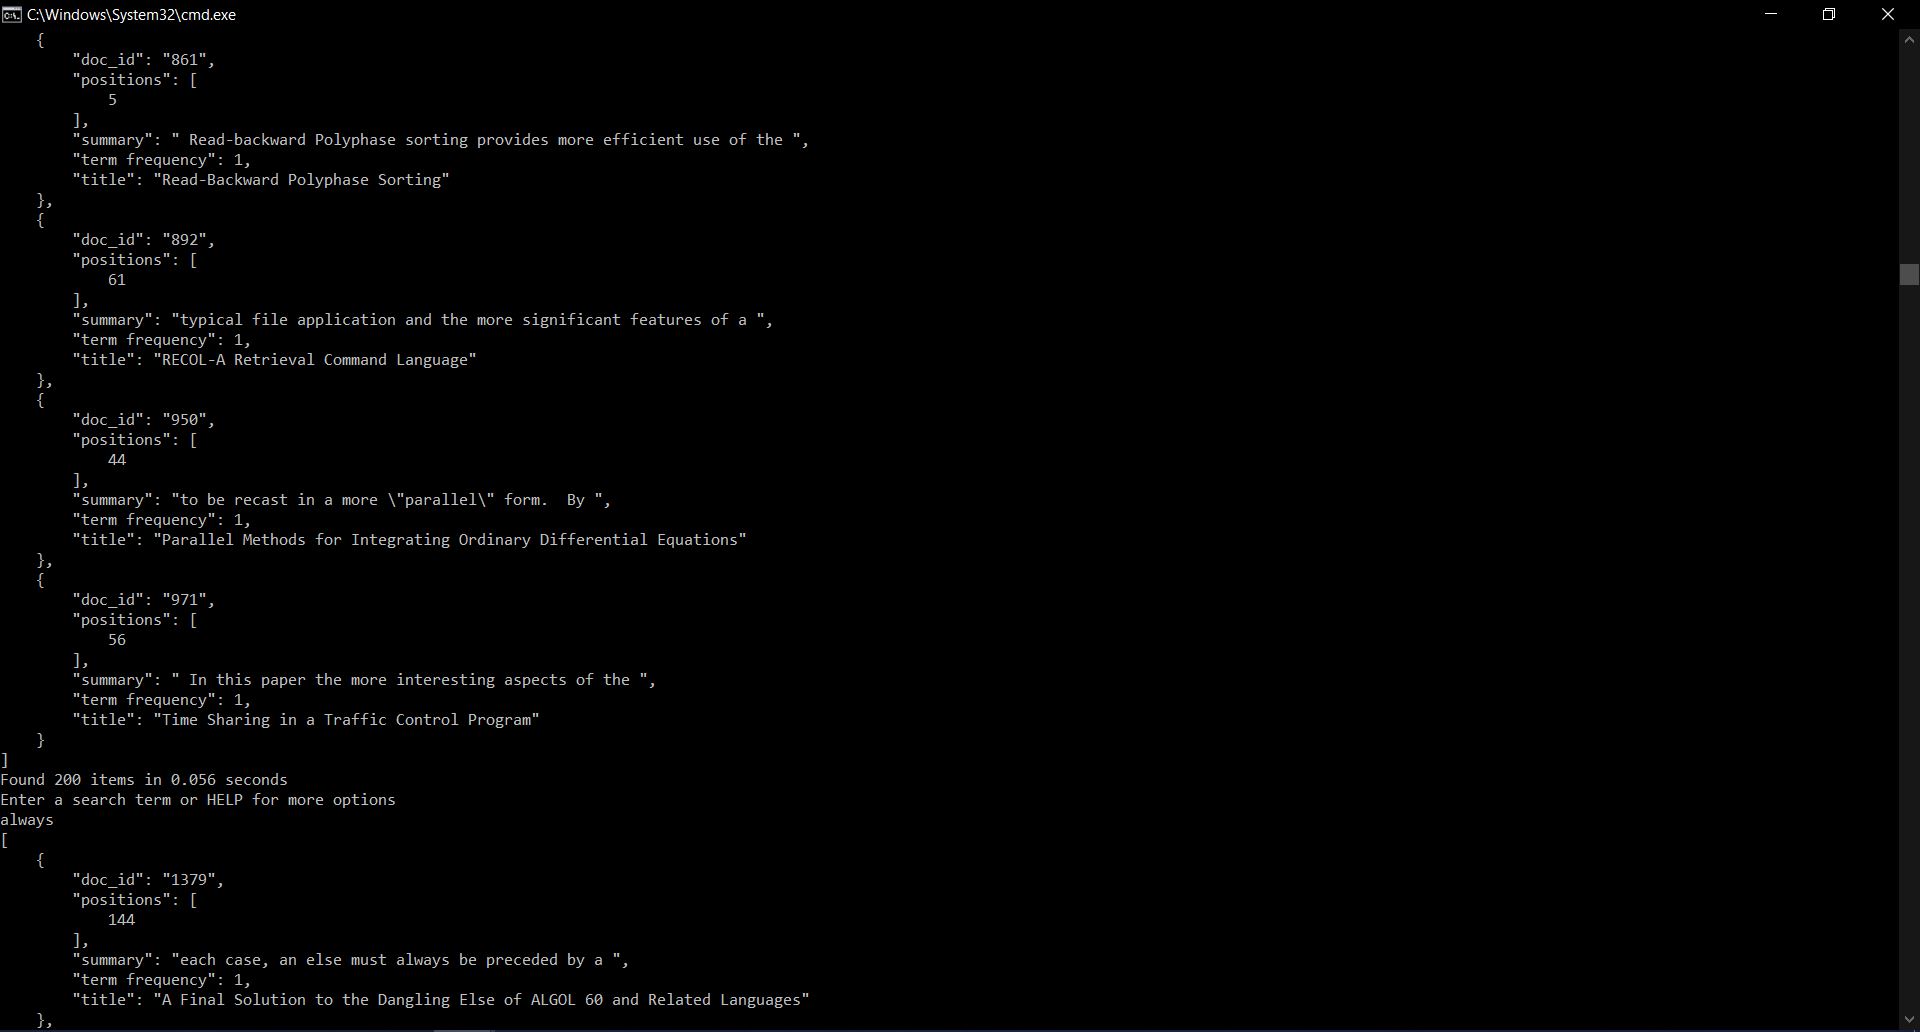 C:\Windows\System32\cmd.exe
    {
        "doc_id": "861",
        "positions": [
            5
        ],
        "summary": " Read-backward Polyphase sorting provides more efficient use of the ",
        "term frequency": 1,
        "title": "Read-Backward Polyphase Sorting"
    },
    {
        "doc_id": "892",
        "positions": [
            61
        ],
        "summary": "typical file application and the more significant features of a ",
        "term frequency": 1,
        "title": "RECOL-A Retrieval Command Language"
    },
    {
        "doc_id": "950",
        "positions": [
            44
        ],
        "summary": "to be recast in a more \"parallel\" form.  By ",
        "term frequency": 1,
        "title": "Parallel Methods for Integrating Ordinary Differential Equations"
    },
    {
        "doc_id": "971",
        "positions": [
            56
        ],
        "summary": " In this paper the more interesting aspects of the ",
        "term frequency": 1,
        "title": "Time Sharing in a Traffic Control Program"
    }
]
Found 200 items in 0.056 seconds
Enter a search term or HELP for more options
always
[
    {
        "doc_id": "1379",
        "positions": [
            144
        ],
        "summary": "each case, an else must always be preceded by a ",
        "term frequency": 1,
        "title": "A Final Solution to the Dangling Else of ALGOL 60 and Related Languages"
    },